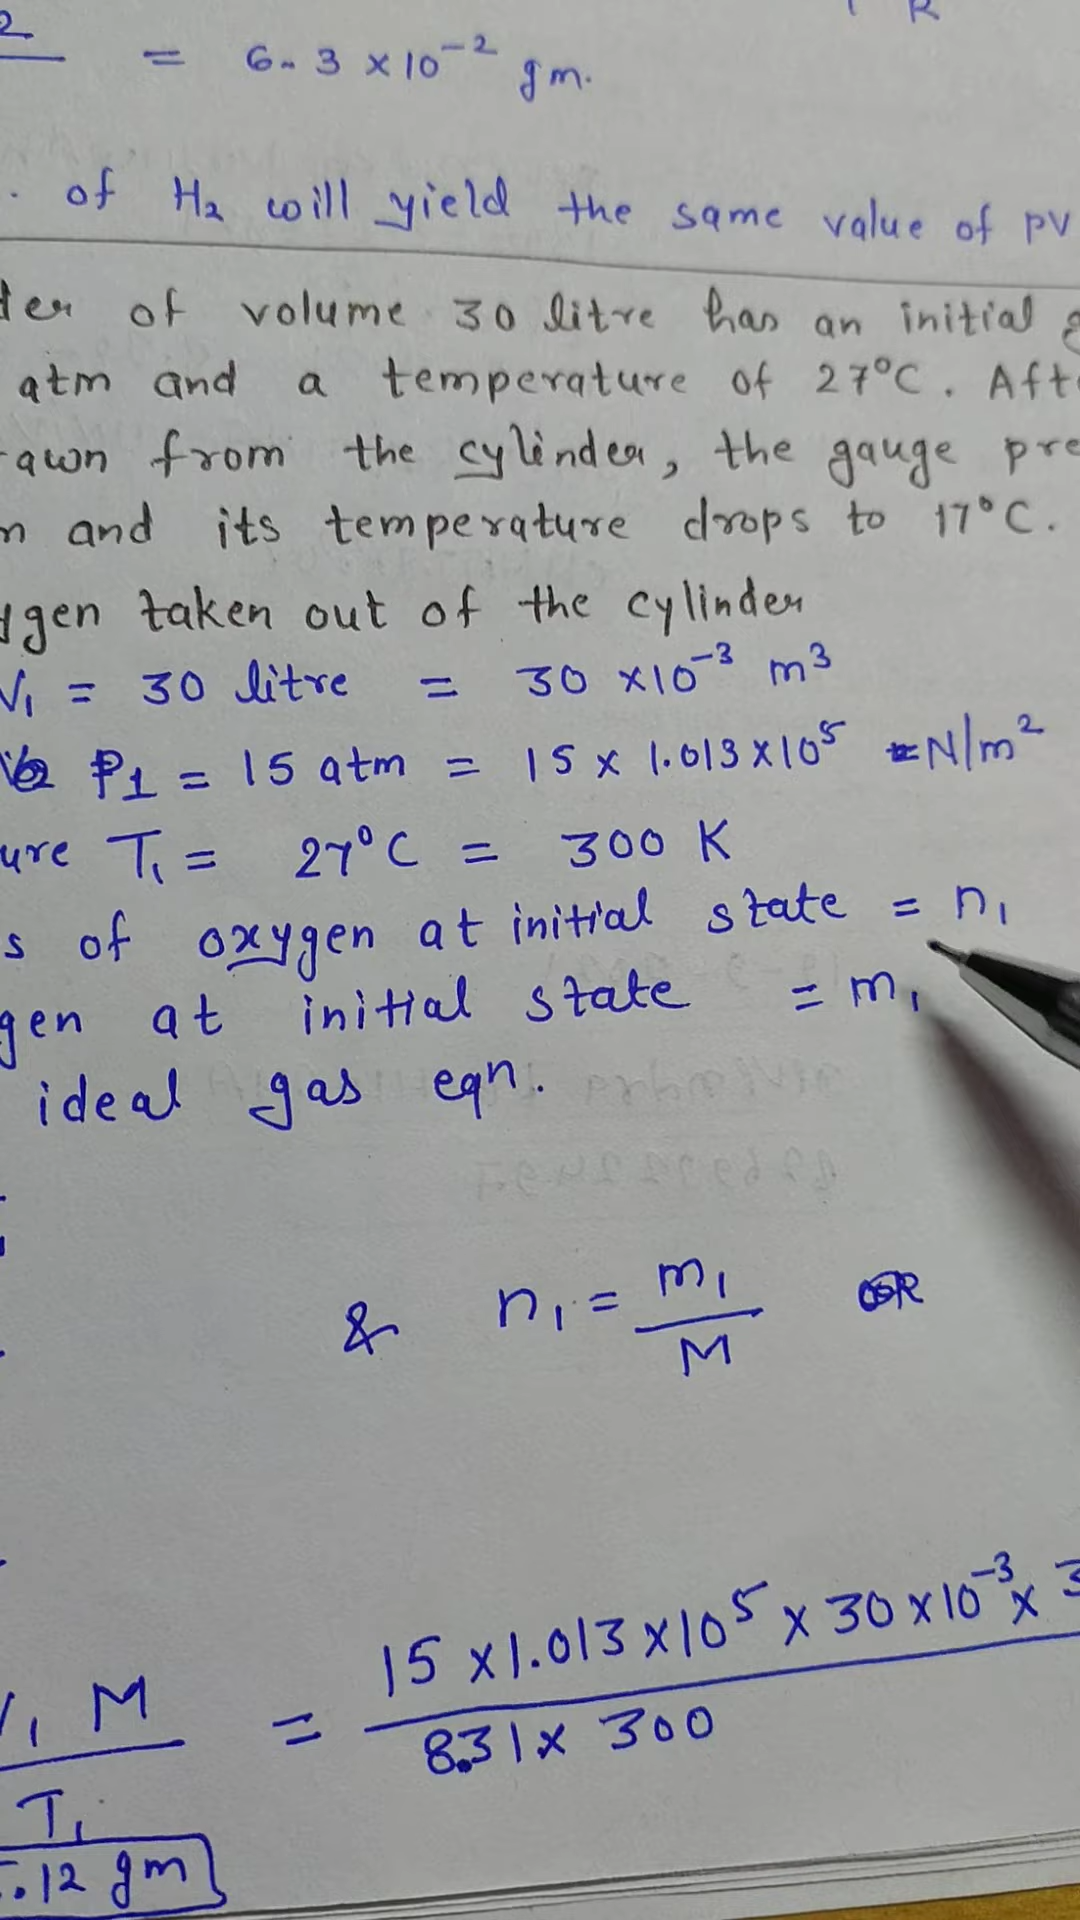 2
= 6.3 × 10⁻² gm.
of H₂ will yield the same value of PV
of volume 30 litre has an initial
atm and a temperature of 27°C.
from the cylinder, the gauge
and its temperature drops to 17°C.
taken out of the cylinder
V₁ = 30 litre = 30 × 10⁻³ m³
P₁ = 15 atm = 15 × 1.013 × 10⁵ N/m²
T₁ = 27°C = 300 K
of oxygen at initial state = n₁
at initial state = m₁
ideal gas eqn.
& n₁ = m₁/M OR
M/T₁ = 15 × 1.013 × 10⁵ × 30 × 10⁻³ × 3/8.31 × 300
.12 gm